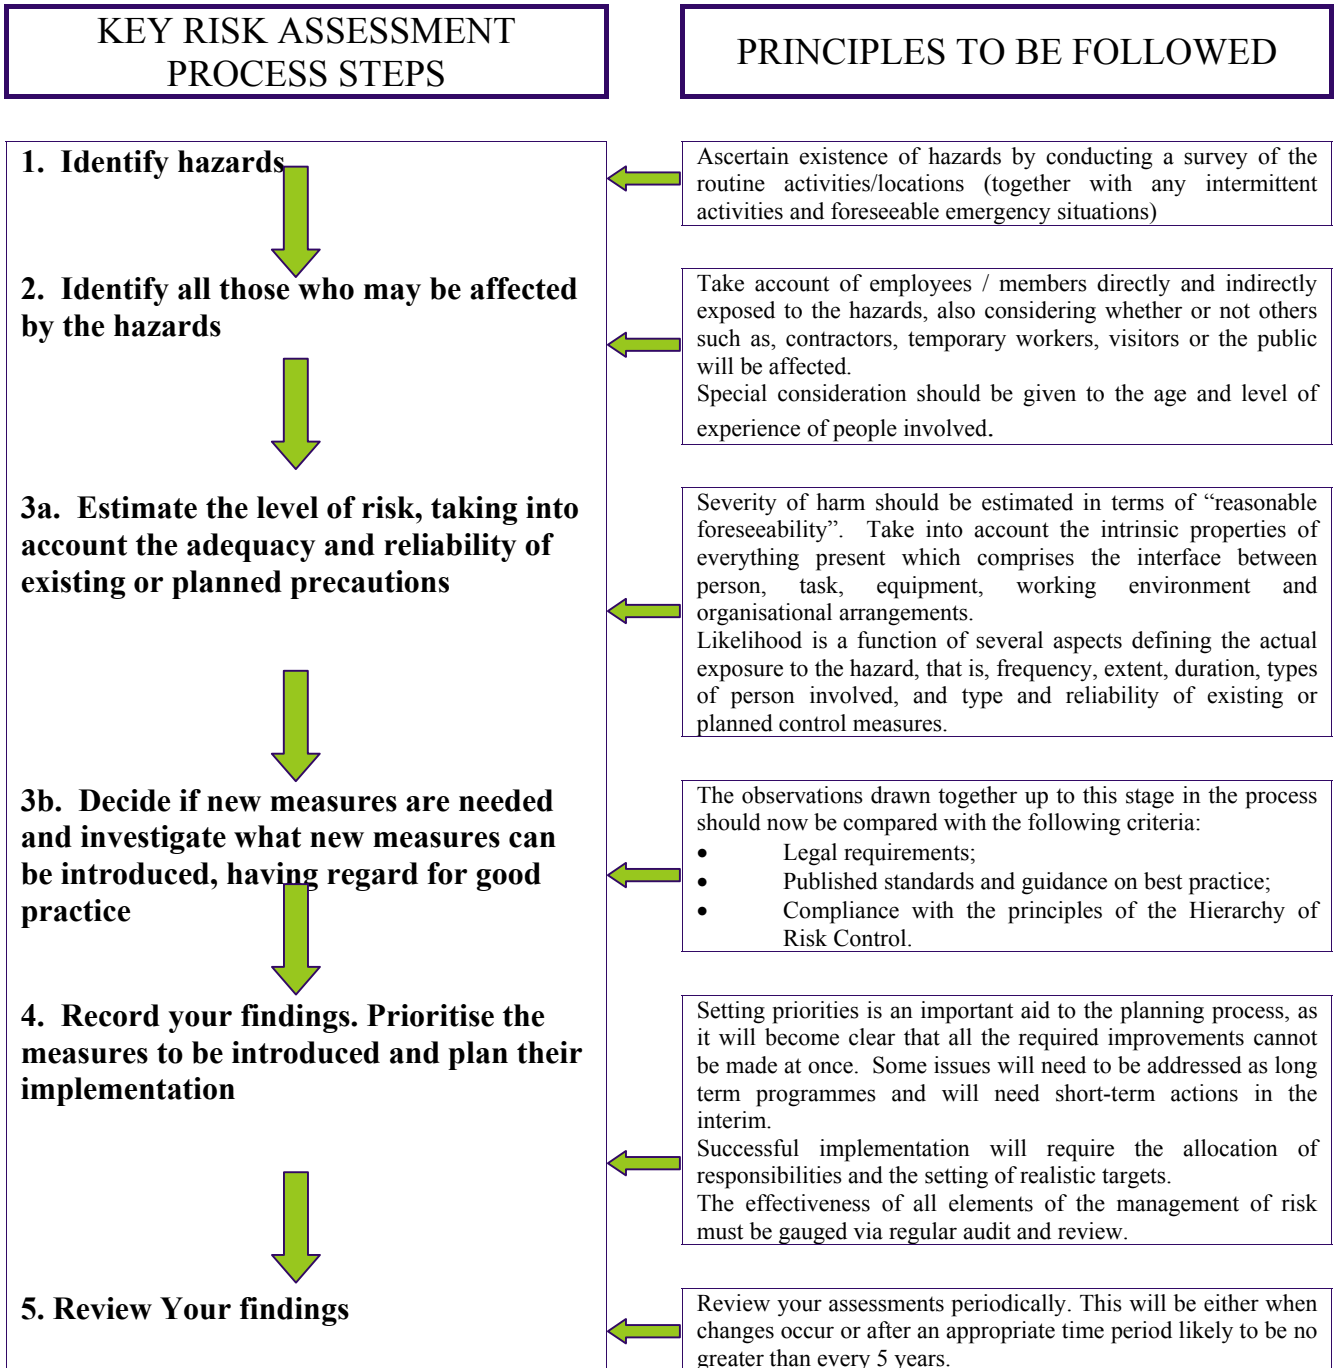 KEY RISK ASSESSMENT
PROCESS STEPS
PRINCIPLES TO BE FOLLOWED
1. Identify hazards
Ascertain existence of hazards by conducting a survey of the
routine activities/locations (together with any intermittent
activities and foreseeable emergency situations)
2. Identify all those who may be affected
by the hazards
Take account of employees / members directly and indirectly
exposed to the hazards, also considering whether or not others
such as, contractors, temporary workers, visitors or the public
will be affected.
Special consideration should be given to the age and level of
experience of people involved.
3a. Estimate the level of risk, taking into
account the adequacy and reliability of
existing or planned precautions
Severity of harm should be estimated in terms of “reasonable
foreseeability”. Take into account the intrinsic properties of
everything present which comprises the interface between
person, task, equipment, working environment and
organisational arrangements.
Likelihood is a function of several aspects defining the actual
exposure to the hazard, that is, frequency, extent, duration, types
of person involved, and type and reliability of existing or
planned control measures.
3b. Decide if new measures are needed
and investigate what new measures can
be introduced, having regard for good
practice
The observations drawn together up to this stage in the process
should now be compared with the following criteria:
• Legal requirements;
• Published standards and guidance on best practice;
• Compliance with the principles of the Hierarchy of
Risk Control.
4. Record your findings. Prioritise the
measures to be introduced and plan their
implementation
Setting priorities is an important aid to the planning process, as
it will become clear that all the required improvements cannot
be made at once. Some issues will need to be addressed as long
term programmes and will need short-term actions in the
interim.
Successful implementation will require the allocation of
responsibilities and the setting of realistic targets.
The effectiveness of all elements of the management of risk
must be gauged via regular audit and review.
5. Review Your findings
Review your assessments periodically. This will be either when
changes occur or after an appropriate time period likely to be no
greater than every 5 years.